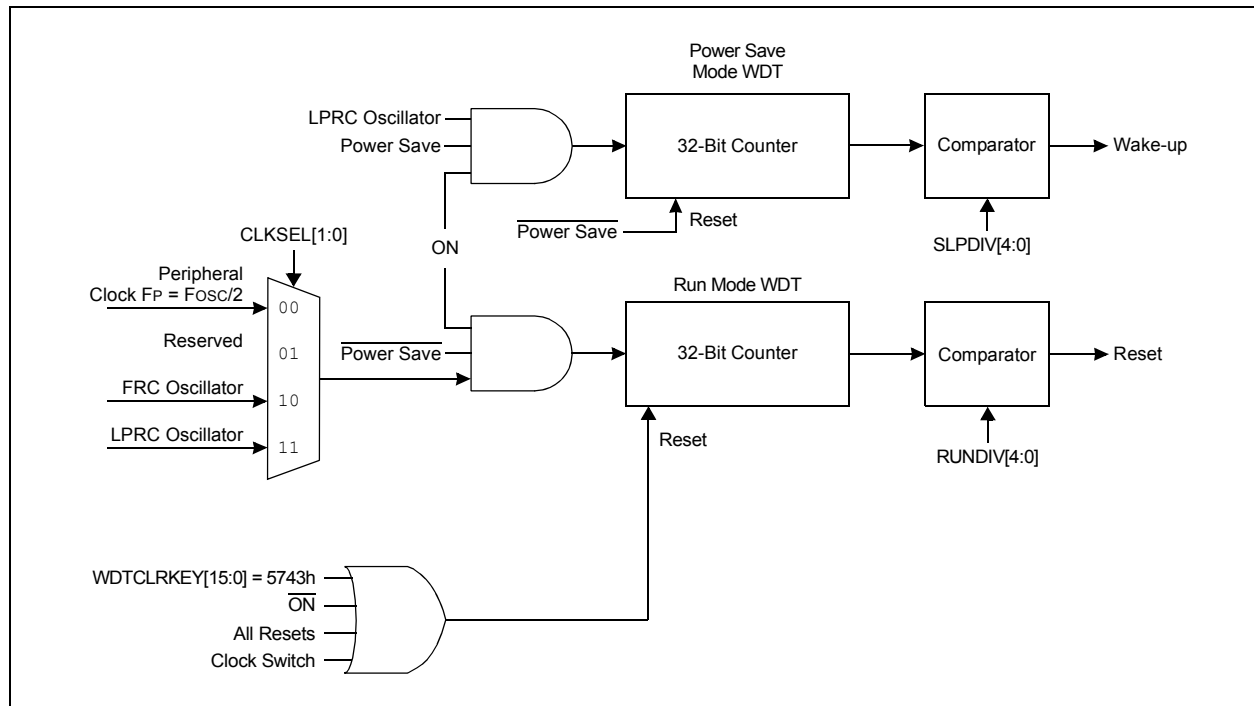 Power Save
Mode WDT
LPRC Oscillator
Power Save
32-Bit Counter
Comparator
Wake-up
Power Save
Reset
SLPDIV[4:0]
CLKSEL[1:0]
ON
Peripheral
Clock FP = FOSC/2
00
Run Mode WDT
Reserved
01
Power Save
32-Bit Counter
Comparator
Reset
FRC Oscillator
10
LPRC Oscillator
11
Reset
RUNDIV[4:0]
WDTCLRKEY[15:0] = 5743h
ON
All Resets
Clock Switch